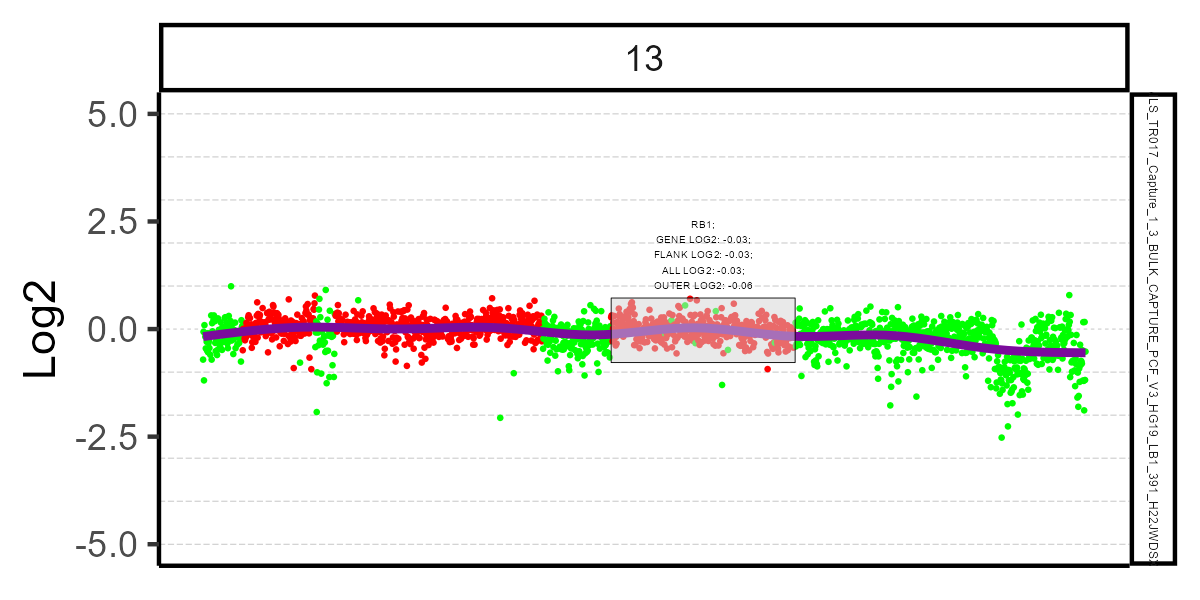 13
5.0
2.5
0.0
-2.5
-5.0
Log2
RB1;
GENE LOG2: -0.03;
FLANK LOG2: -0.03;
ALL LOG2: -0.03;
OUTER LOG2: -0.06
LS_TR017_Capture_1_3_BULK_CAPTURE_PCF_V3_HG19_LB1_391_H22JWDS